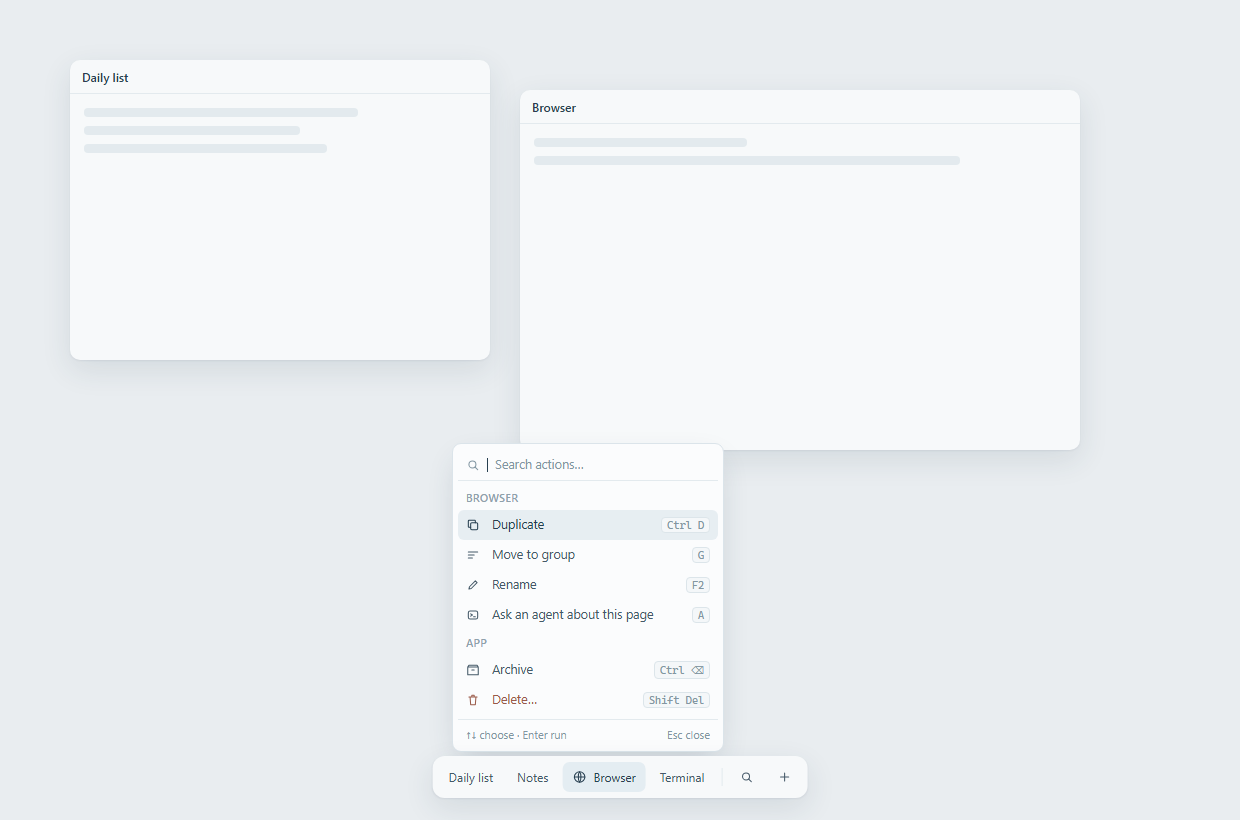 Daily list
Browser
Search actions...
BROWSER
Duplicate Ctrl D
Move to group G
Rename F2
Ask an agent about this page A
APP
Archive Ctrl ⌫
Delete... Shift Del
↑↓ choose · Enter run Esc close
Daily list Notes Browser Terminal